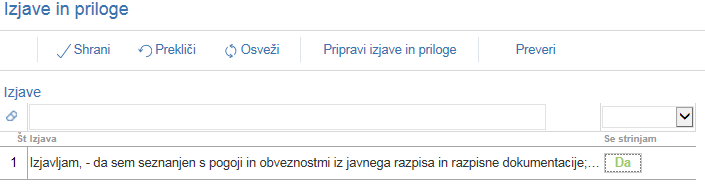 Izjave in priloge
Shrani Prekliči Osveži Pripravi izjave in priloge Preveri
Izjave
Št Izjava Se strinjam
1 Izjavljam, - da sem seznanjen s pogoji in obveznostmi iz javnega razpisa in razpisne dokumentacije;... Da